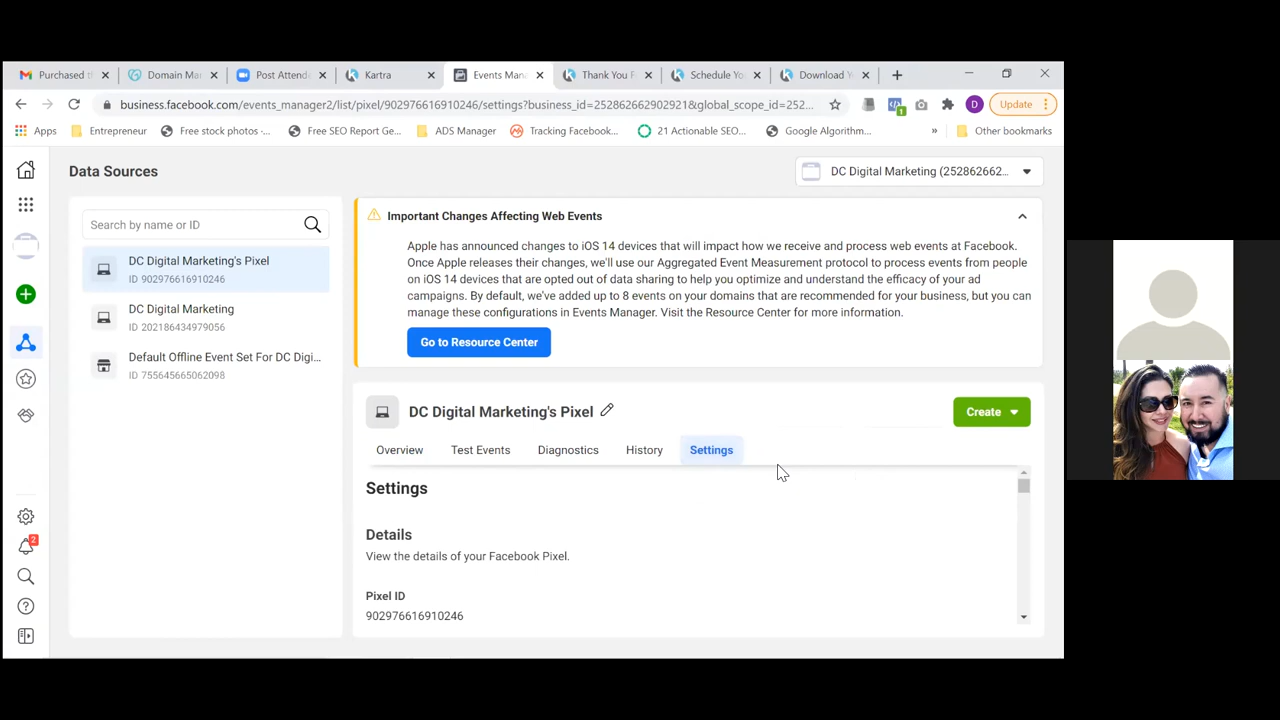 Purchased t
Domain Ma
Post Attend
Kartra
Events Mana
Thank You F
Schedule Yo
Download Y
business.facebook.com/events_manager2/list/pixel/902976616910246/settings?business_id=252862662902921&global_scope_id=252...
D
Update
1
Apps
Entrepreneur
Free stock photos -...
Free SEO Report Ge...
ADS Manager
Tracking Facebook...
21 Actionable SEO...
Google Algorithm...
»
Other bookmarks
Data Sources
DC Digital Marketing (252862662...
Search by name or ID
DC Digital Marketing's Pixel
ID 902976616910246
DC Digital Marketing
ID 202186434979056
Default Offline Event Set For DC Digi...
ID 755645665062098
Important Changes Affecting Web Events
Apple has announced changes to iOS 14 devices that will impact how we receive and process web events at Facebook.
Once Apple releases their changes, we'll use our Aggregated Event Measurement protocol to process events from people
on iOS 14 devices that are opted out of data sharing to help you optimize and understand the efficacy of your ad
campaigns. By default, we've added up to 8 events on your domains that are recommended for your business, but you can
manage these configurations in Events Manager. Visit the Resource Center for more information.
Go to Resource Center
DC Digital Marketing's Pixel
Create
Overview
Test Events
Diagnostics
History
Settings
Settings
Details
View the details of your Facebook Pixel.
Pixel ID
902976616910246
2